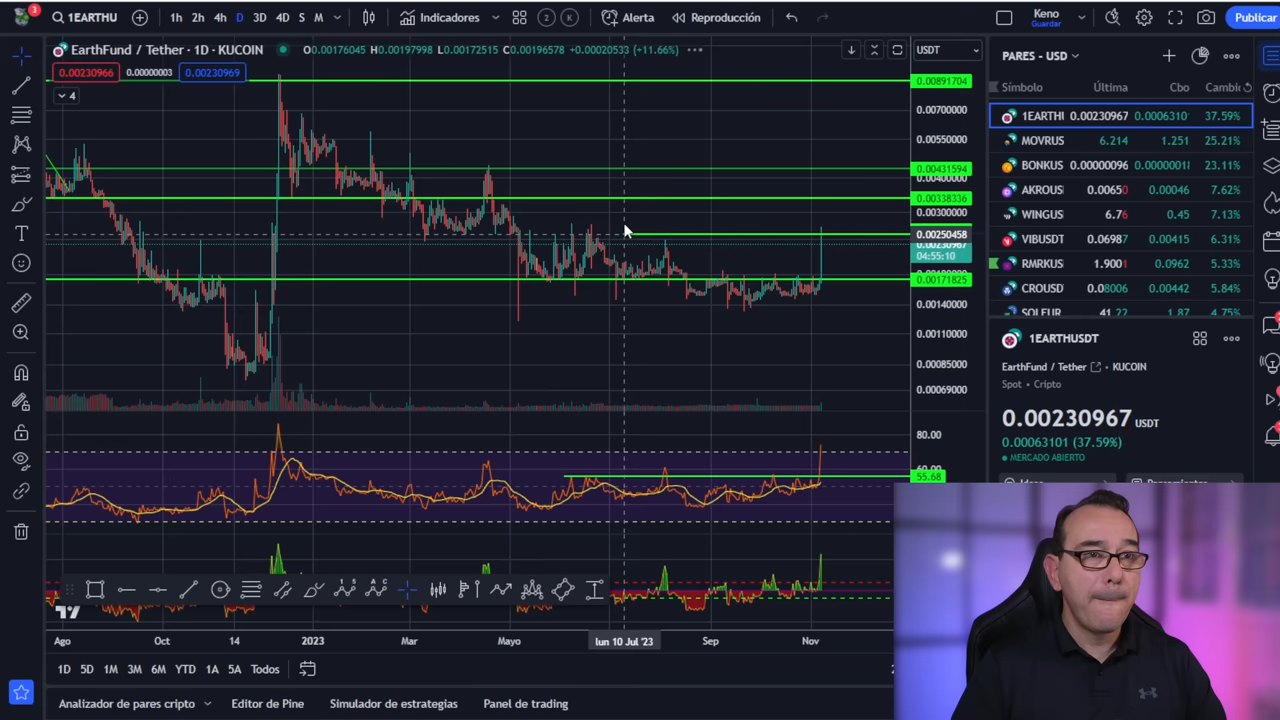 3
1EARTHU
1h 2h 4h D 3D 4D S M
Indicadores
2 K
Alerta
Reproducción
Keno
Guardar
Publicar
EarthFund / Tether · 1D · KUCOIN
O0.00176045 H0.00197998 L0.00172515 C0.00196578 +0.00020533 (+11.66%)
USDT
0.00230966 0.00000003 0.00230969
4
0.00891704
0.00700000
0.00550000
0.00431594
0.00400000
0.00338336
0.00300000
0.00250458
0.00230967
04:55:10
0.00171825
0.00140000
0.00110000
0.00085000
0.00069000
80.00
55.68
Ago Oct 14 2023 Mar Mayo lun 10 Jul '23 Sep Nov
1D 5D 1M 3M 6M YTD 1A 5A Todos
Analizador de pares cripto Editor de Pine Simulador de estrategias Panel de trading
PARES - USD
Símbolo Última Cbo Cambi
1EARTHI 0.00230967 0.0006310 37.59%
MOVRUS 6.214 1.251 25.21%
BONKUS 0.00000096 0.0000001 23.11%
AKROUS 0.00650 0.00046 7.62%
WINGUS 6.76 0.45 7.13%
VIBUSDT 0.06987 0.00415 6.31%
RMRKUS 1.9001 0.0962 5.33%
CROUSD 0.08006 0.00442 5.84%
SOLEUR 41.22 1.87 4.75%
1EARTHUSDT
EarthFund / Tether · KUCOIN
Spot · Cripto
0.00230967 USDT
0.00063101 (37.59%)
MERCADO ABIERTO